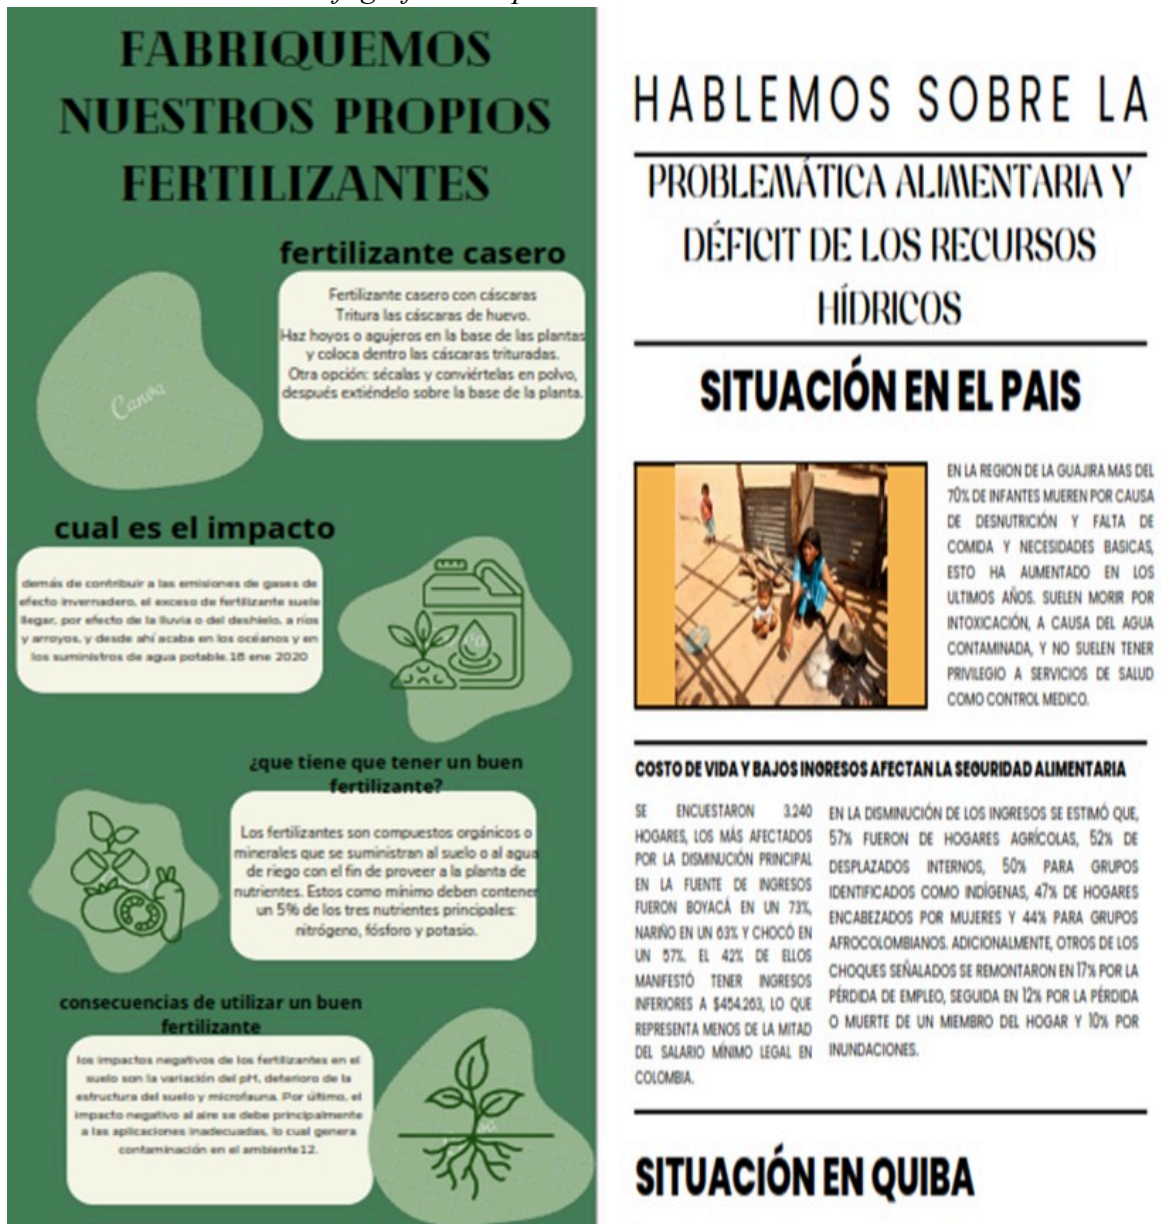 FABRIQUEMOS
NUESTROS PROPIOS
FERTILIZANTES
fertilizante casero
Fertilizante casero con cáscaras
Tritura las cáscaras de huevo.
Haz hoyos o agujeros en la base de las plantas
y coloca dentro las cáscaras trituradas.
Otra opción: sécalas y conviértelas en polvo,
después extiéndelo sobre la base de la planta.
Canva
cual es el impacto
demás de contribuir a las emisiones de gases de
efecto invernadero, el exceso de fertilizante suele
llegar, por efecto de la lluvia o del deshielo, a ríos
y arroyos, y desde ahí acaba en los océanos y en
los suministros de agua potable.18 ene 2020
¿que tiene que tener un buen
fertilizante?
Los fertilizantes son compuestos orgánicos o
minerales que se suministran al suelo o al agua
de riego con el fin de proveer a la planta de
nutrientes. Estos como mínimo deben contener
un 5% de los tres nutrientes principales:
nitrógeno, fósforo y potasio.
consecuencias de utilizar un buen
fertilizante
los impactos negativos de los fertilizantes en el
suelo son la variación del pH, deterioro de la
estructura del suelo y microfauna. Por último, el
impacto negativo al aire se debe principalmente
a las aplicaciones inadecuadas, lo cual genera
contaminación en el ambiente12.
HABLEMOS SOBRE LA
PROBLEMÁTICA ALIMENTARIA Y
DÉFICIT DE LOS RECURSOS
HÍDRICOS
SITUACIÓN EN EL PAIS
EN LA REGION DE LA GUAJIRA MAS DEL
70% DE INFANTES MUEREN POR CAUSA
DE DESNUTRICIÓN Y FALTA DE
COMIDA Y NECESIDADES BASICAS,
ESTO HA AUMENTADO EN LOS
ULTIMOS AÑOS. SUELEN MORIR POR
INTOXICACIÓN, A CAUSA DEL AGUA
CONTAMINADA, Y NO SUELEN TENER
PRIVILEGIO A SERVICIOS DE SALUD
COMO CONTROL MEDICO.
COSTO DE VIDA Y BAJOS INGRESOS AFECTAN LA SEGURIDAD ALIMENTARIA
SE ENCUESTARON 3.240
HOGARES, LOS MÁS AFECTADOS
POR LA DISMINUCIÓN PRINCIPAL
EN LA FUENTE DE INGRESOS
FUERON BOYACÁ EN UN 73%,
NARIÑO EN UN 63% Y CHOCÓ EN
UN 57%. EL 42% DE ELLOS
MANIFESTÓ TENER INGRESOS
INFERIORES A $454.263, LO QUE
REPRESENTA MENOS DE LA MITAD
DEL SALARIO MÍNIMO LEGAL EN
COLOMBIA.
EN LA DISMINUCIÓN DE LOS INGRESOS SE ESTIMÓ QUE,
57% FUERON DE HOGARES AGRÍCOLAS, 52% DE
DESPLAZADOS INTERNOS, 50% PARA GRUPOS
IDENTIFICADOS COMO INDÍGENAS, 47% DE HOGARES
ENCABEZADOS POR MUJERES Y 44% PARA GRUPOS
AFROCOLOMBIANOS. ADICIONALMENTE, OTROS DE LOS
CHOQUES SEÑALADOS SE REMONTARON EN 17% POR LA
PÉRDIDA DE EMPLEO, SEGUIDA EN 12% POR LA PÉRDIDA
O MUERTE DE UN MIEMBRO DEL HOGAR Y 10% POR
INUNDACIONES.
SITUACIÓN EN QUIBA